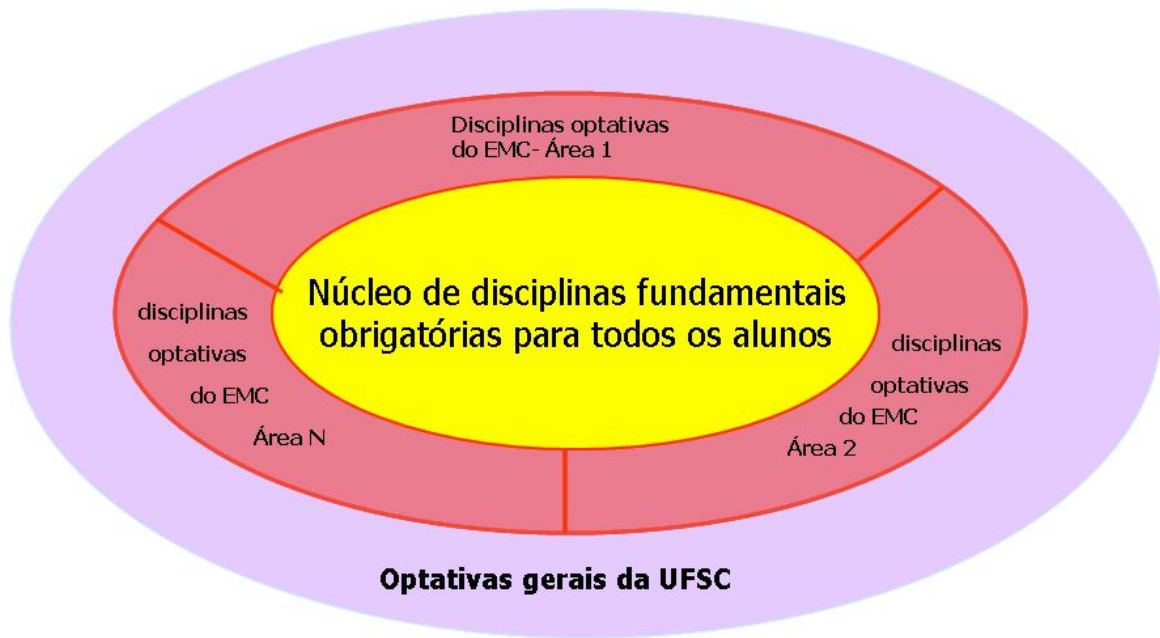 Disciplinas optativas
do EMC- Área 1
Núcleo de disciplinas fundamentais
obrigatórias para todos os alunos
disciplinas
optativas
do EMC
Área N
disciplinas
optativas
do EMC
Área 2
Optativas gerais da UFSC